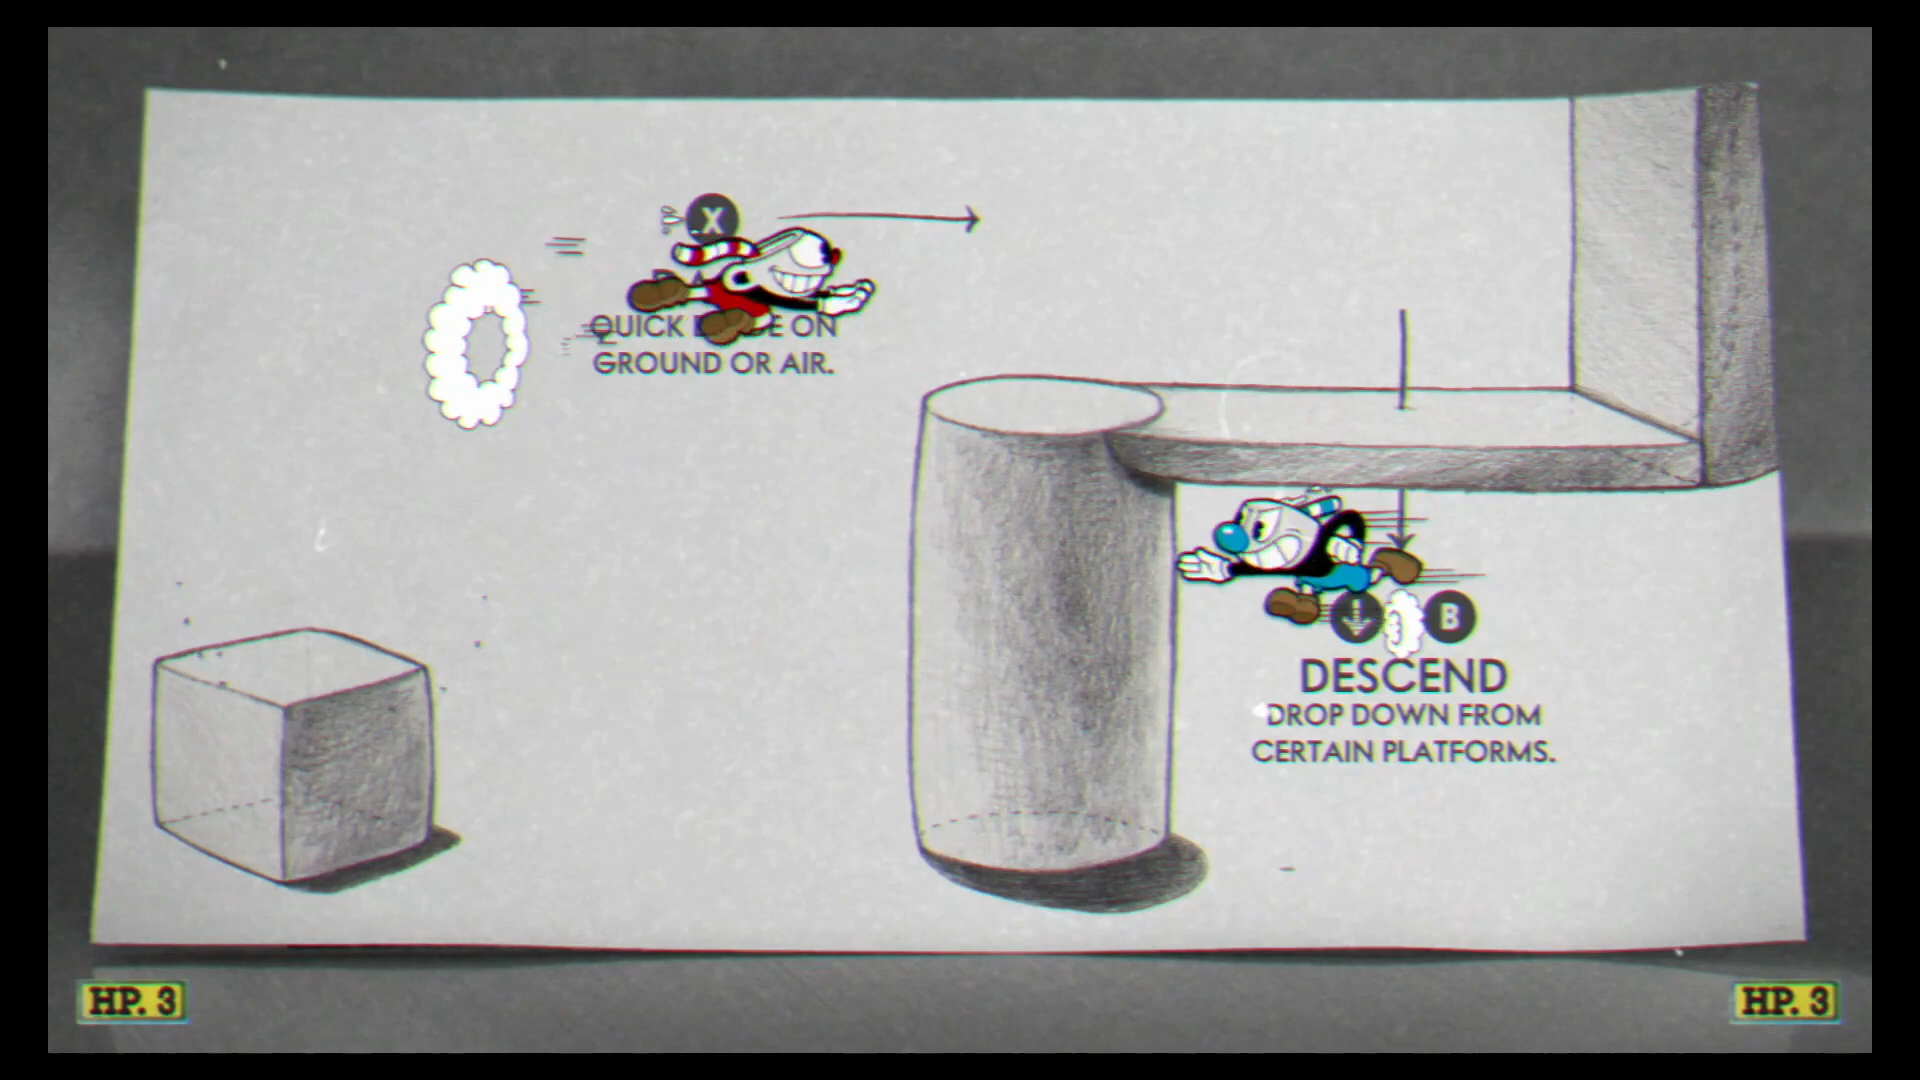 X
QUICK ON
GROUND OR AIR.
B
DESCEND
DROP DOWN FROM
CERTAIN PLATFORMS.
HP. 3
HP. 3